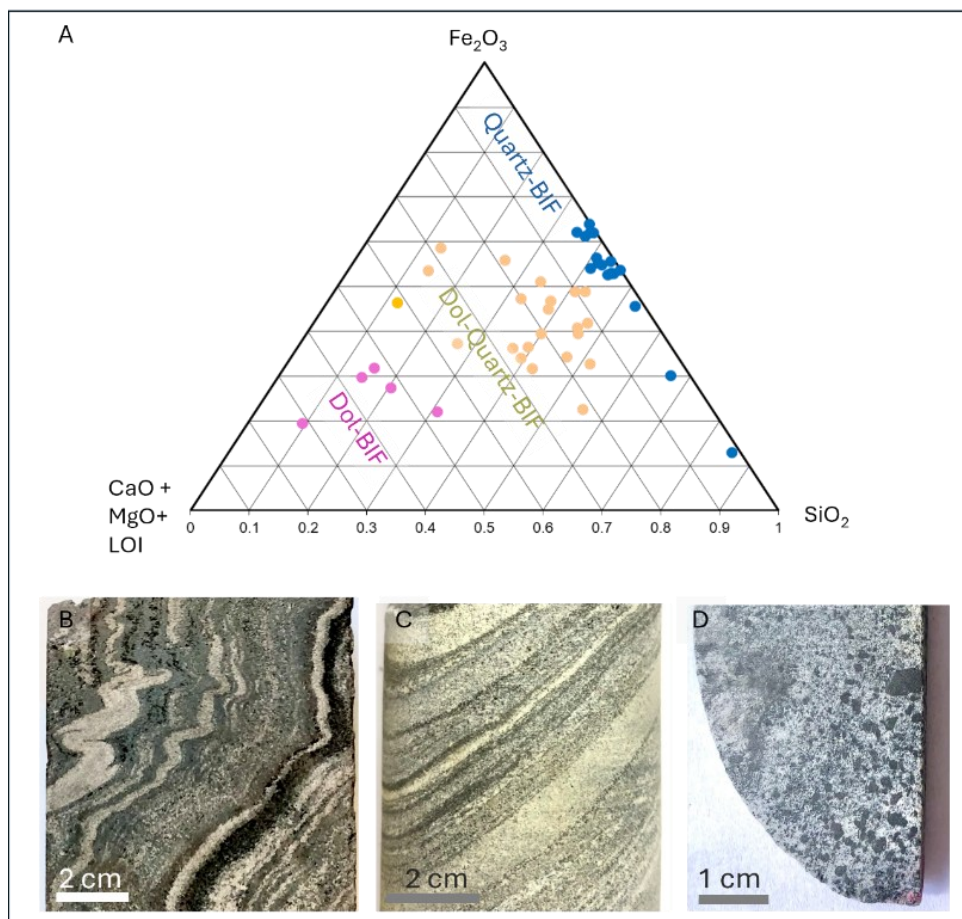 A
Fe₂O₃
Quartz-BIF
Dol-Quartz-BIF
Dol-BIF
CaO +
MgO+
LOI
SiO₂
0 0.1 0.2 0.3 0.4 0.5 0.6 0.7 0.8 0.9 1
B
C
D
2 cm
2 cm
1 cm